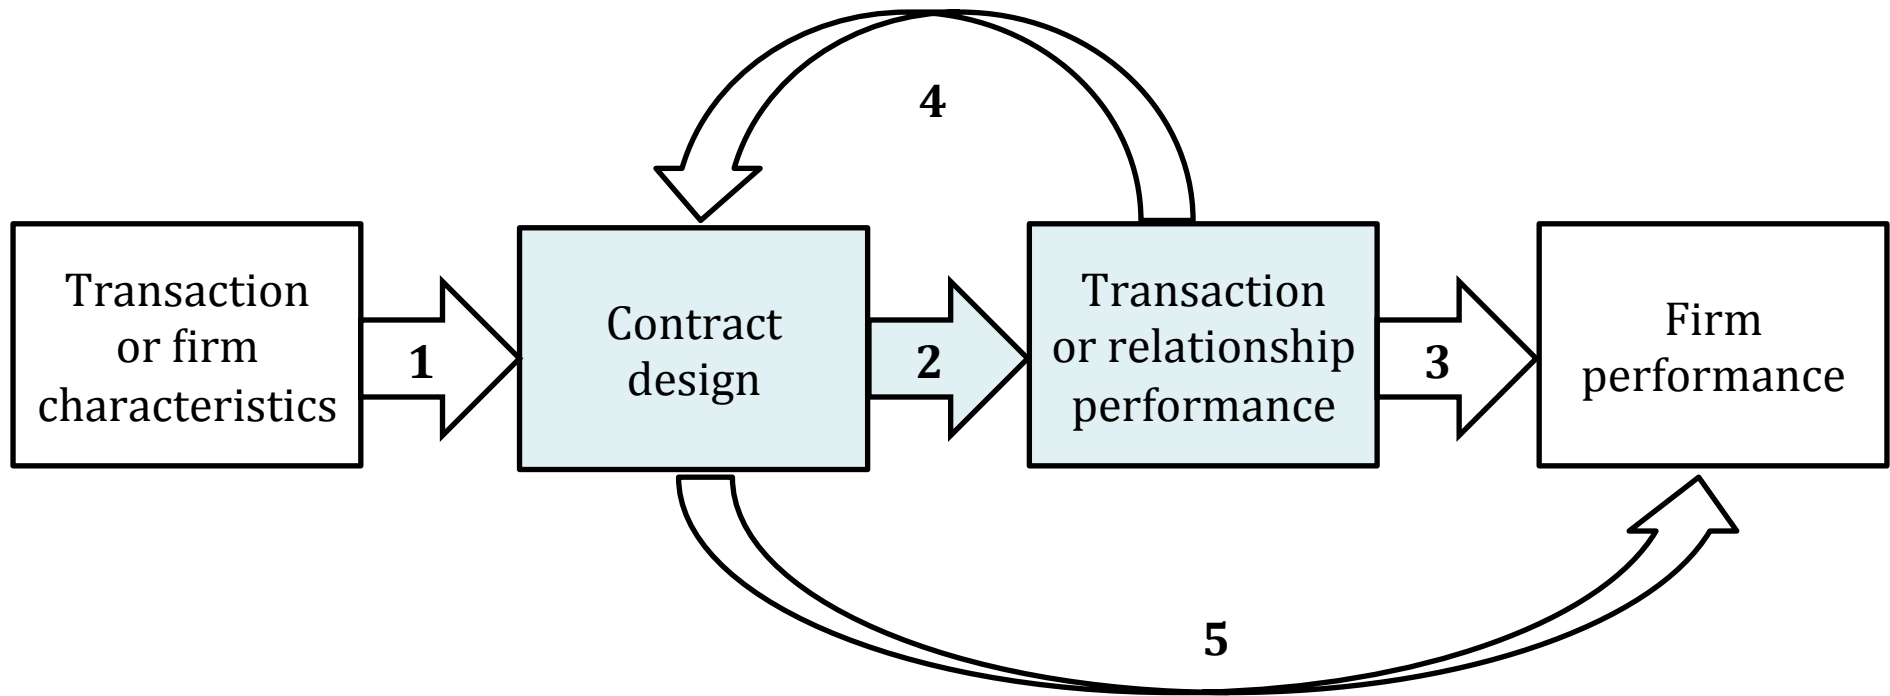 4
Transaction
or firm
characteristics
1
Contract
design
2
Transaction
or relationship
performance
3
Firm
performance
5